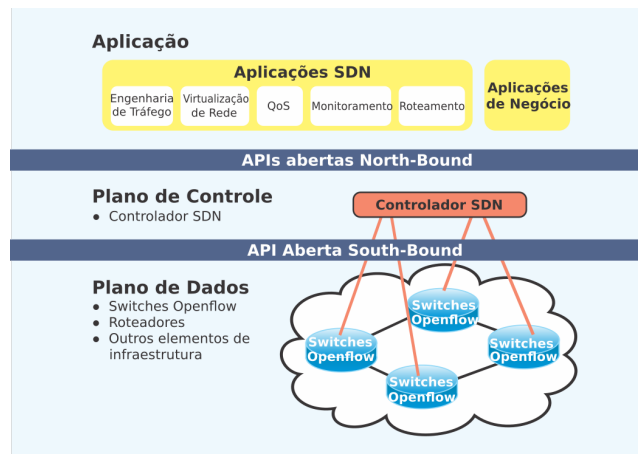 Aplicação
Aplicações SDN
Engenharia
de Tráfego
Virtualização
de Rede
QoS
Monitoramento
Roteamento
Aplicações
de Negócio
APIs abertas North-Bound
Plano de Controle
• Controlador SDN
Controlador SDN
API Aberta South-Bound
Plano de Dados
• Switches Openflow
• Roteadores
• Outros elementos de
infraestrutura
Switches
Openflow
Switches
Openflow
Switches
Openflow
Switches
Openflow